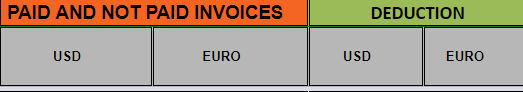 PAID AND NOT PAID INVOICES DEDUCTION
USD EURO USD EURO